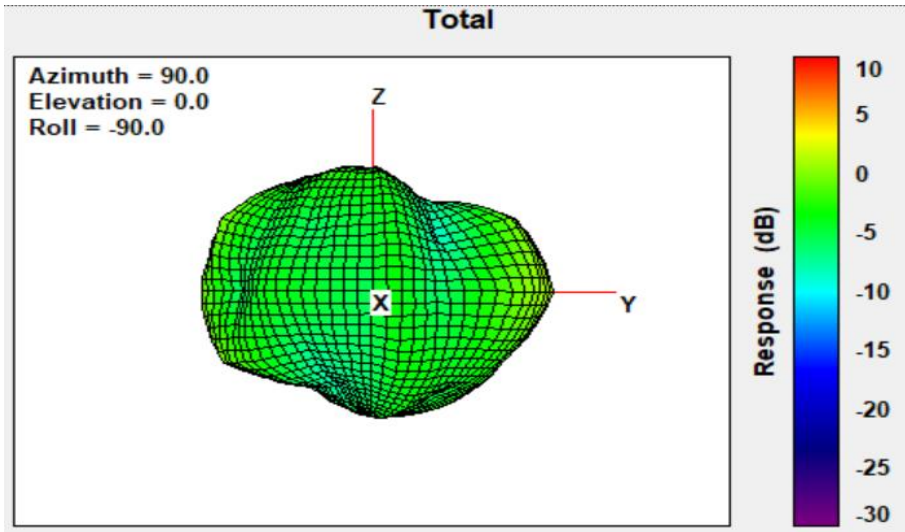 Total
Azimuth = 90.0
Elevation = 0.0
Roll = -90.0
Z
X
Y
Response (dB)
10
5
0
-5
-10
-15
-20
-25
-30